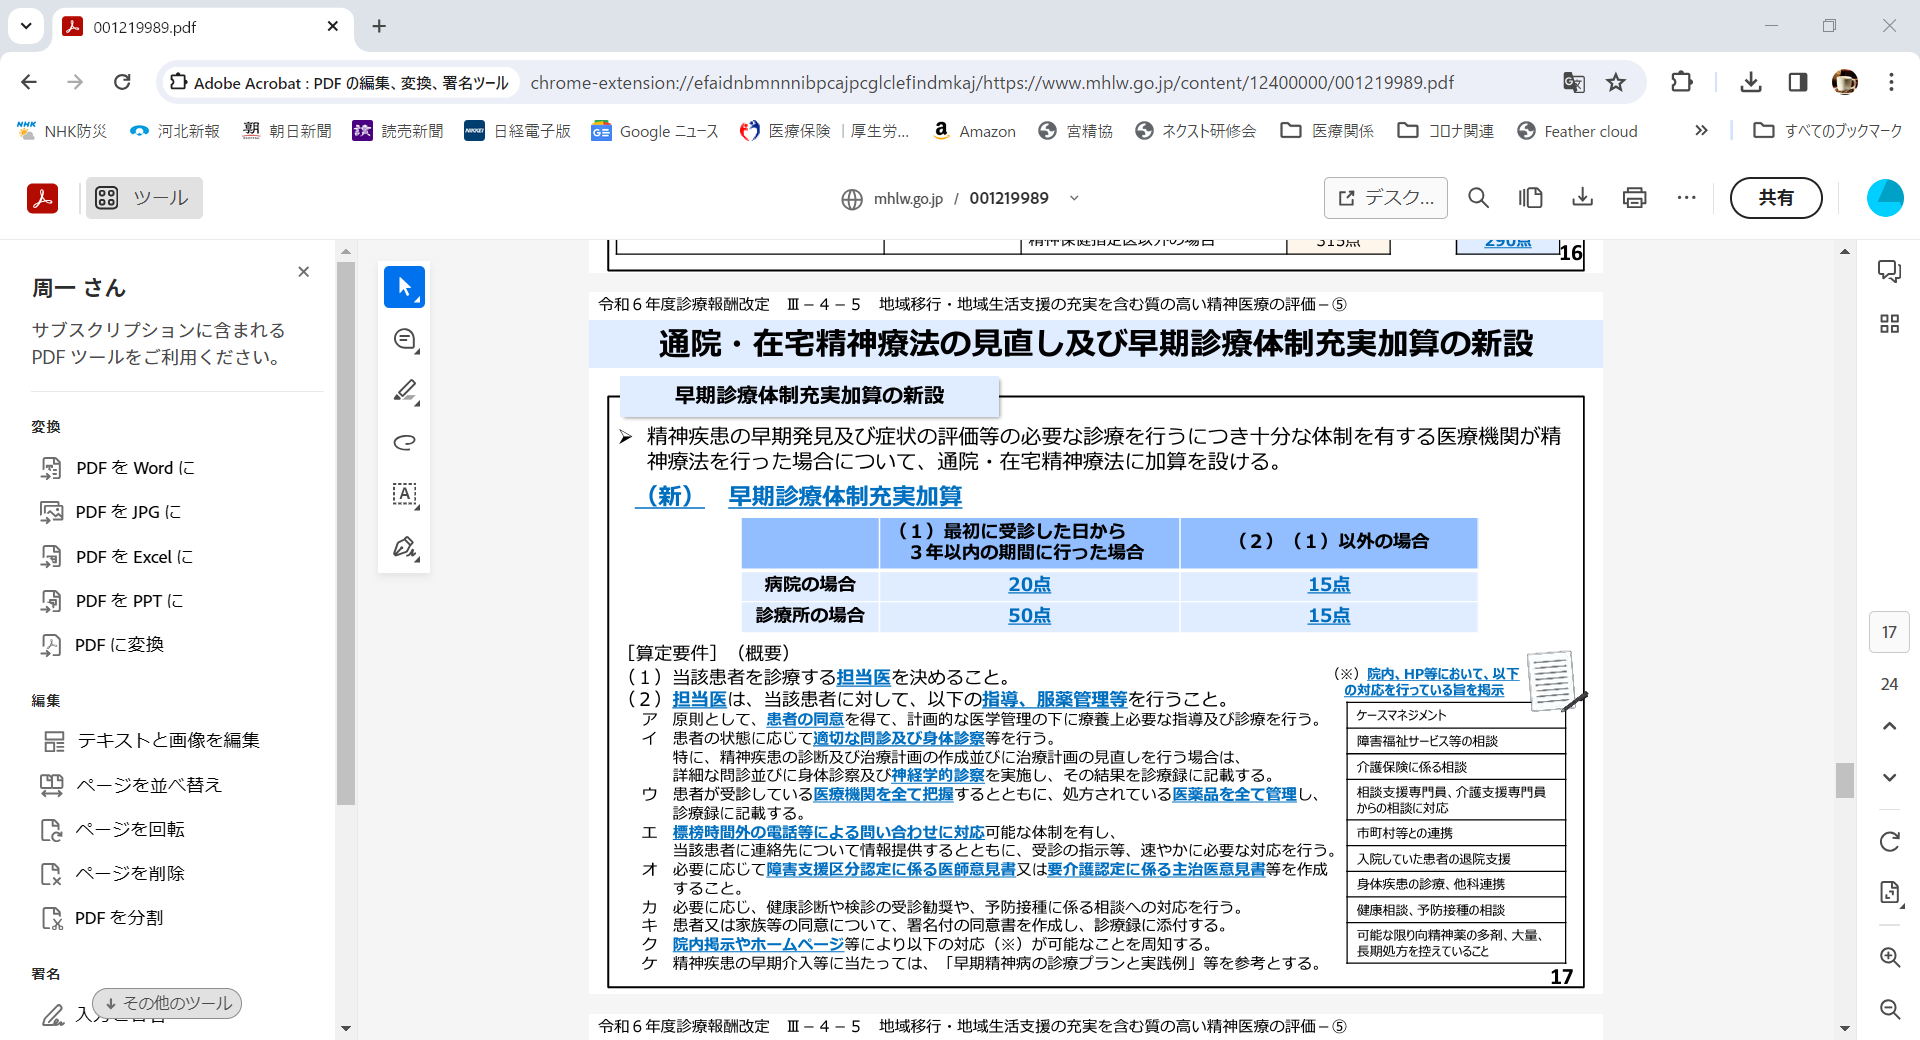 001219989.pdf
Adobe Acrobat : PDF の編集、変換、署名ツール
chrome-extension://efaidnbmnnnibpcajpcglclefindmkaj/https://www.mhlw.go.jp/content/12400000/001219989.pdf
NHK防災
河北新報
朝日新聞
読売新聞
日経電子版
Google ニュース
医療保険 ｜厚生労...
Amazon
宮精協
ネクスト研修会
医療関係
コロナ関連
Feather cloud
»
すべてのブックマーク
ツール
mhlw.go.jp / 001219989
デスク...
共有
周一 さん
サブスクリプションに含まれる
PDF ツールをご利用ください。
変換
PDF を Word に
PDF を JPG に
PDF を Excel に
PDF を PPT に
PDF に変換
編集
テキストと画像を編集
ページを並べ替え
ページを回転
ページを削除
PDF を分割
署名
↓ その他のツール
精神保健指定医以外の場合
315点
290点
16
令和６年度診療報酬改定　Ⅲ－４－５　地域移行・地域生活支援の充実を含む質の高い精神医療の評価－⑤
通院・在宅精神療法の見直し及び早期診療体制充実加算の新設
早期診療体制充実加算の新設
➢ 精神疾患の早期発見及び症状の評価等の必要な診療を行うにつき十分な体制を有する医療機関が精
神療法を行った場合について、通院・在宅精神療法に加算を設ける。
（新）　早期診療体制充実加算
（１）最初に受診した日から
３年以内の期間に行った場合
（２）（１）以外の場合
病院の場合　20点　15点
診療所の場合　50点　15点
［算定要件］（概要）
（１）当該患者を診療する担当医を決めること。
（２）担当医は、当該患者に対して、以下の指導、服薬管理等を行うこと。
ア　原則として、患者の同意を得て、計画的な医学管理の下に療養上必要な指導及び診療を行う。
イ　患者の状態に応じて適切な問診及び身体診察等を行う。
特に、精神疾患の診断及び治療計画の作成並びに治療計画の見直しを行う場合は、
詳細な問診並びに身体診察及び神経学的診察を実施し、その結果を診療録に記載する。
ウ　患者が受診している医療機関を全て把握するとともに、処方されている医薬品を全て管理し、
診療録に記載する。
エ　標榜時間外の電話等による問い合わせに対応可能な体制を有し、
当該患者に連絡先について情報提供するとともに、受診の指示等、速やかに必要な対応を行う。
オ　必要に応じて障害支援区分認定に係る医師意見書又は要介護認定に係る主治医意見書等を作成
すること。
カ　必要に応じ、健康診断や検診の受診勧奨や、予防接種に係る相談への対応を行う。
キ　患者又は家族等の同意について、署名付の同意書を作成し、診療録に添付する。
ク　院内掲示やホームページ等により以下の対応（※）が可能なことを周知する。
ケ　精神疾患の早期介入等に当たっては、「早期精神病の診療プランと実践例」等を参考とする。
（※）院内、HP等において、以下
の対応を行っている旨を掲示
ケースマネジメント
障害福祉サービス等の相談
介護保険に係る相談
相談支援専門員、介護支援専門員
からの相談に対応
市町村等との連携
入院していた患者の退院支援
身体疾患の診療、他科連携
健康相談、予防接種の相談
可能な限り向精神薬の多剤、大量、
長期処方を控えていること
17
令和６年度診療報酬改定　Ⅲ－４－５　地域移行・地域生活支援の充実を含む質の高い精神医療の評価－⑤
17
24